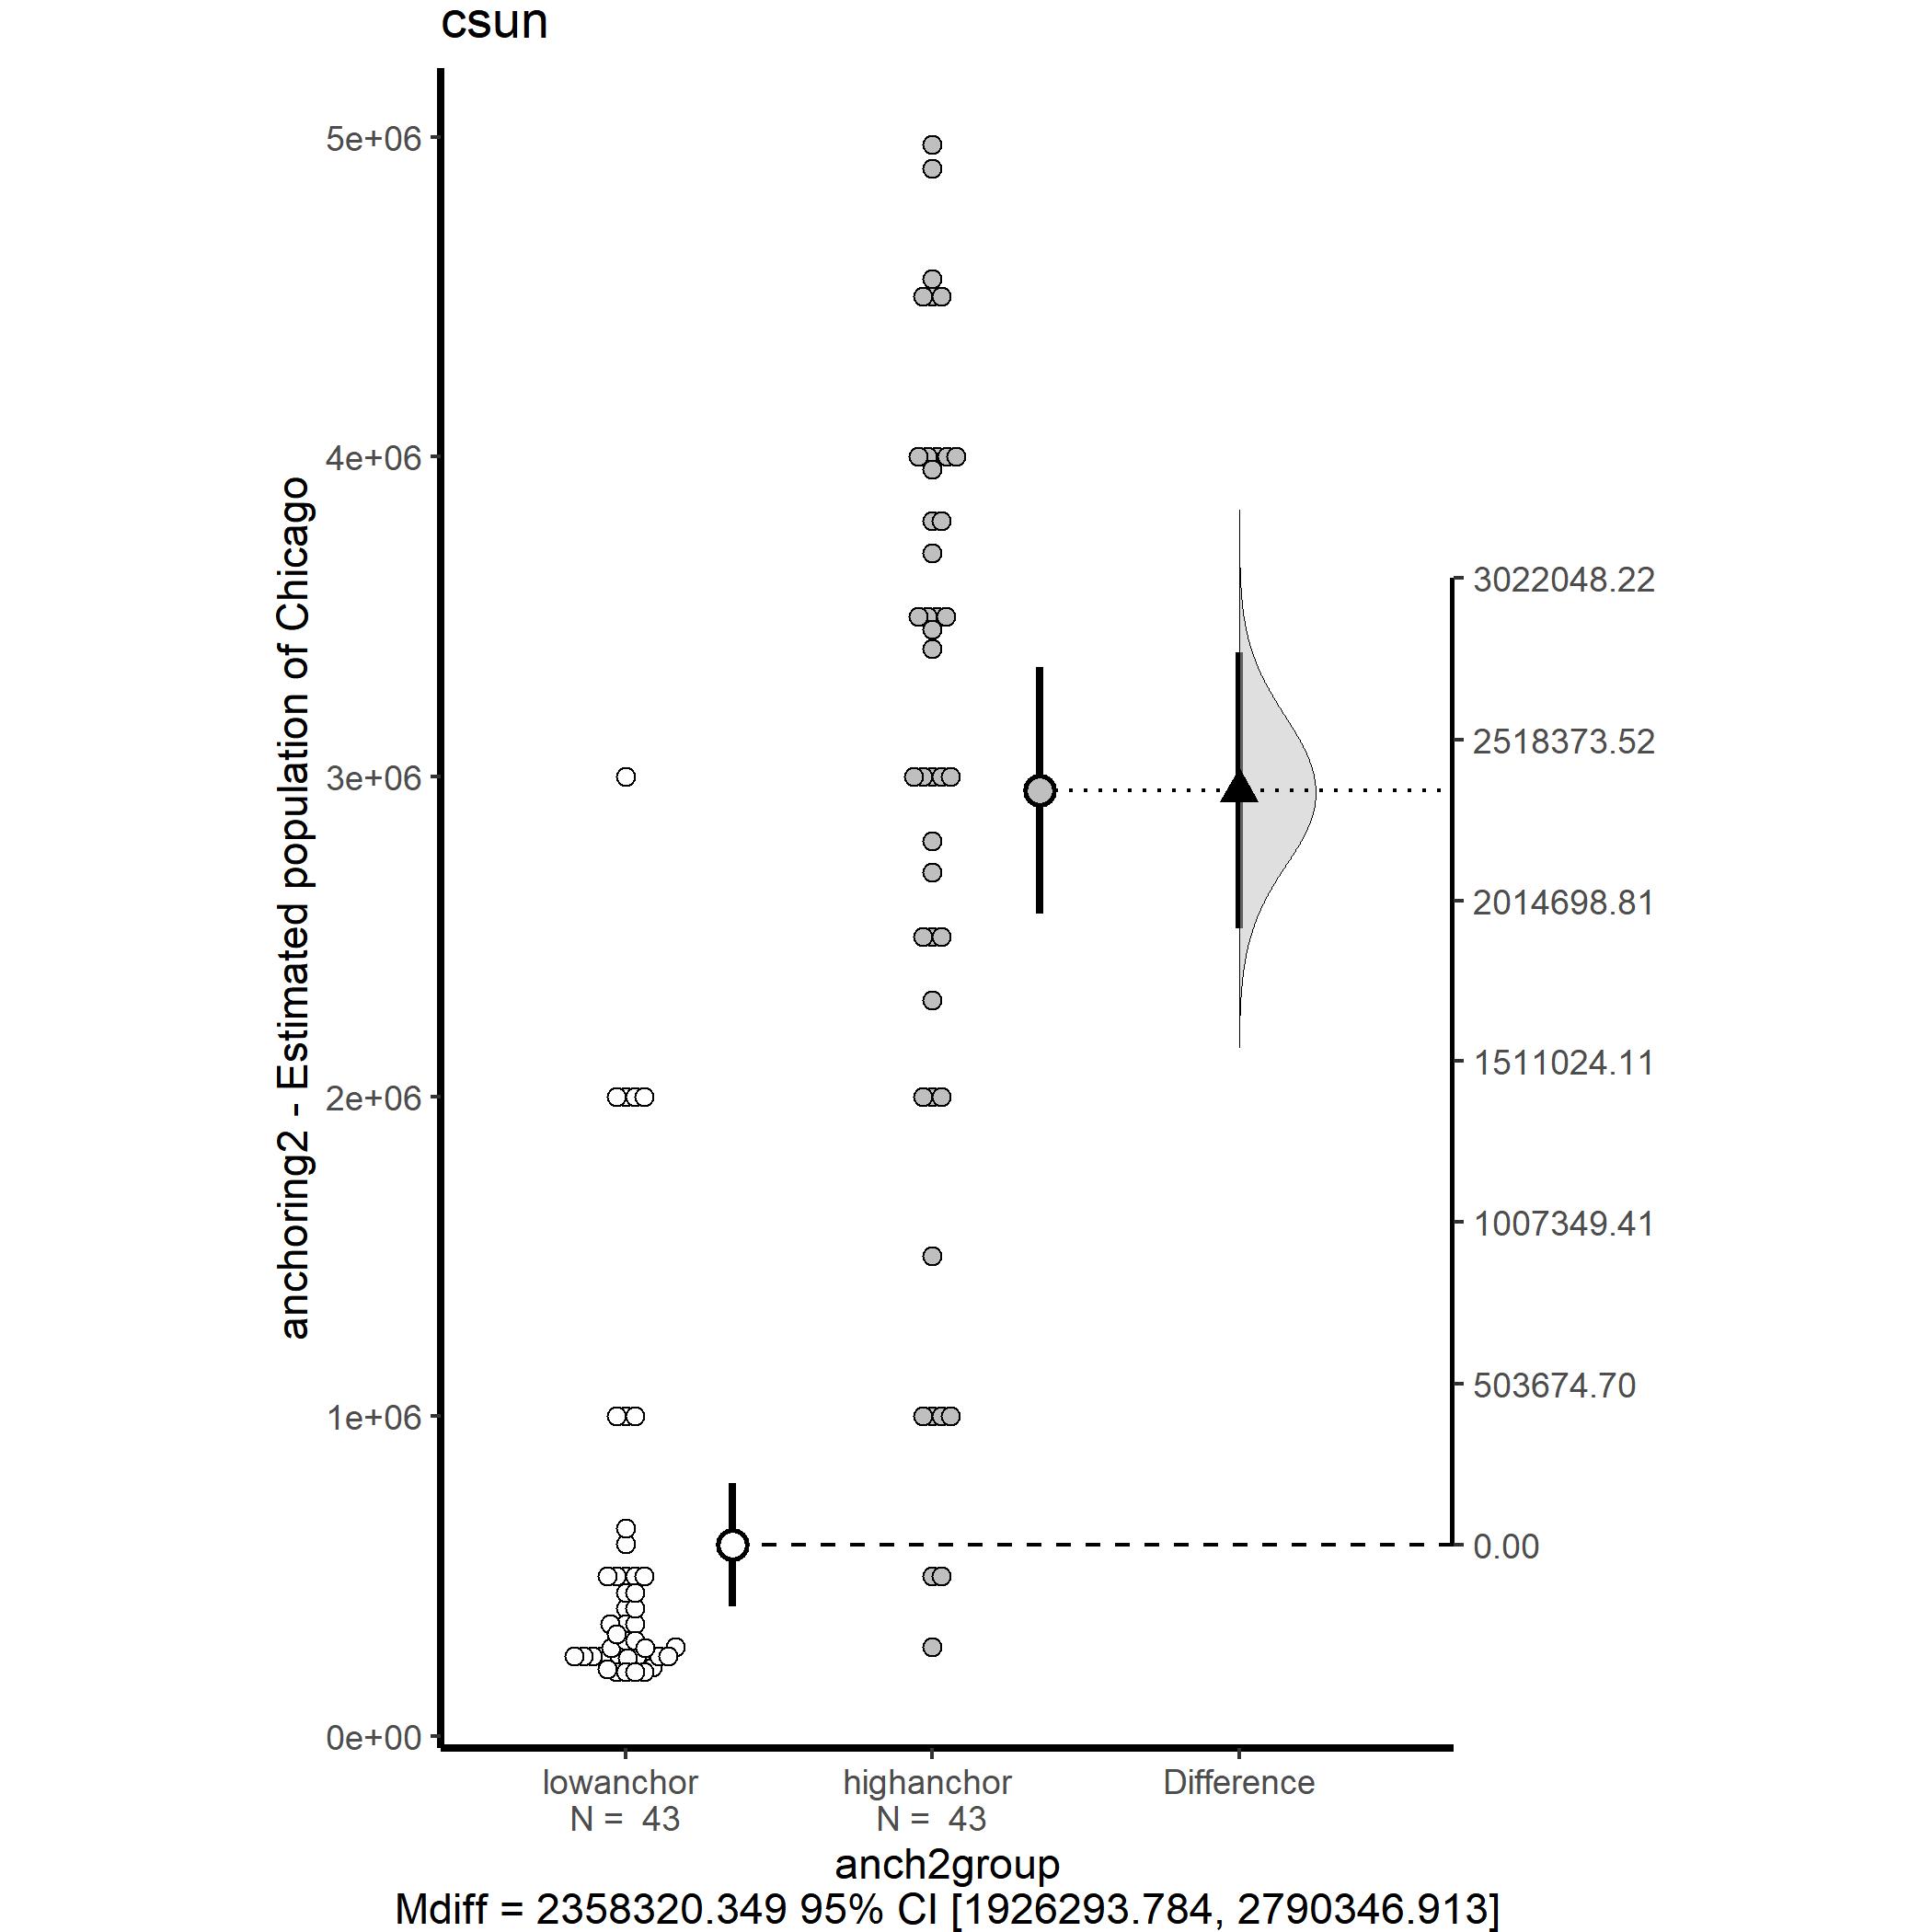 csun
anchoring2 - Estimated population of Chicago
5e+06
4e+06
3e+06
2e+06
1e+06
0e+00
3022048.22
2518373.52
2014698.81
1511024.11
1007349.41
503674.70
0.00
lowanchor
N =  43
highanchor
N =  43
Difference
anch2group
Mdiff = 2358320.349 95% CI [1926293.784, 2790346.913]